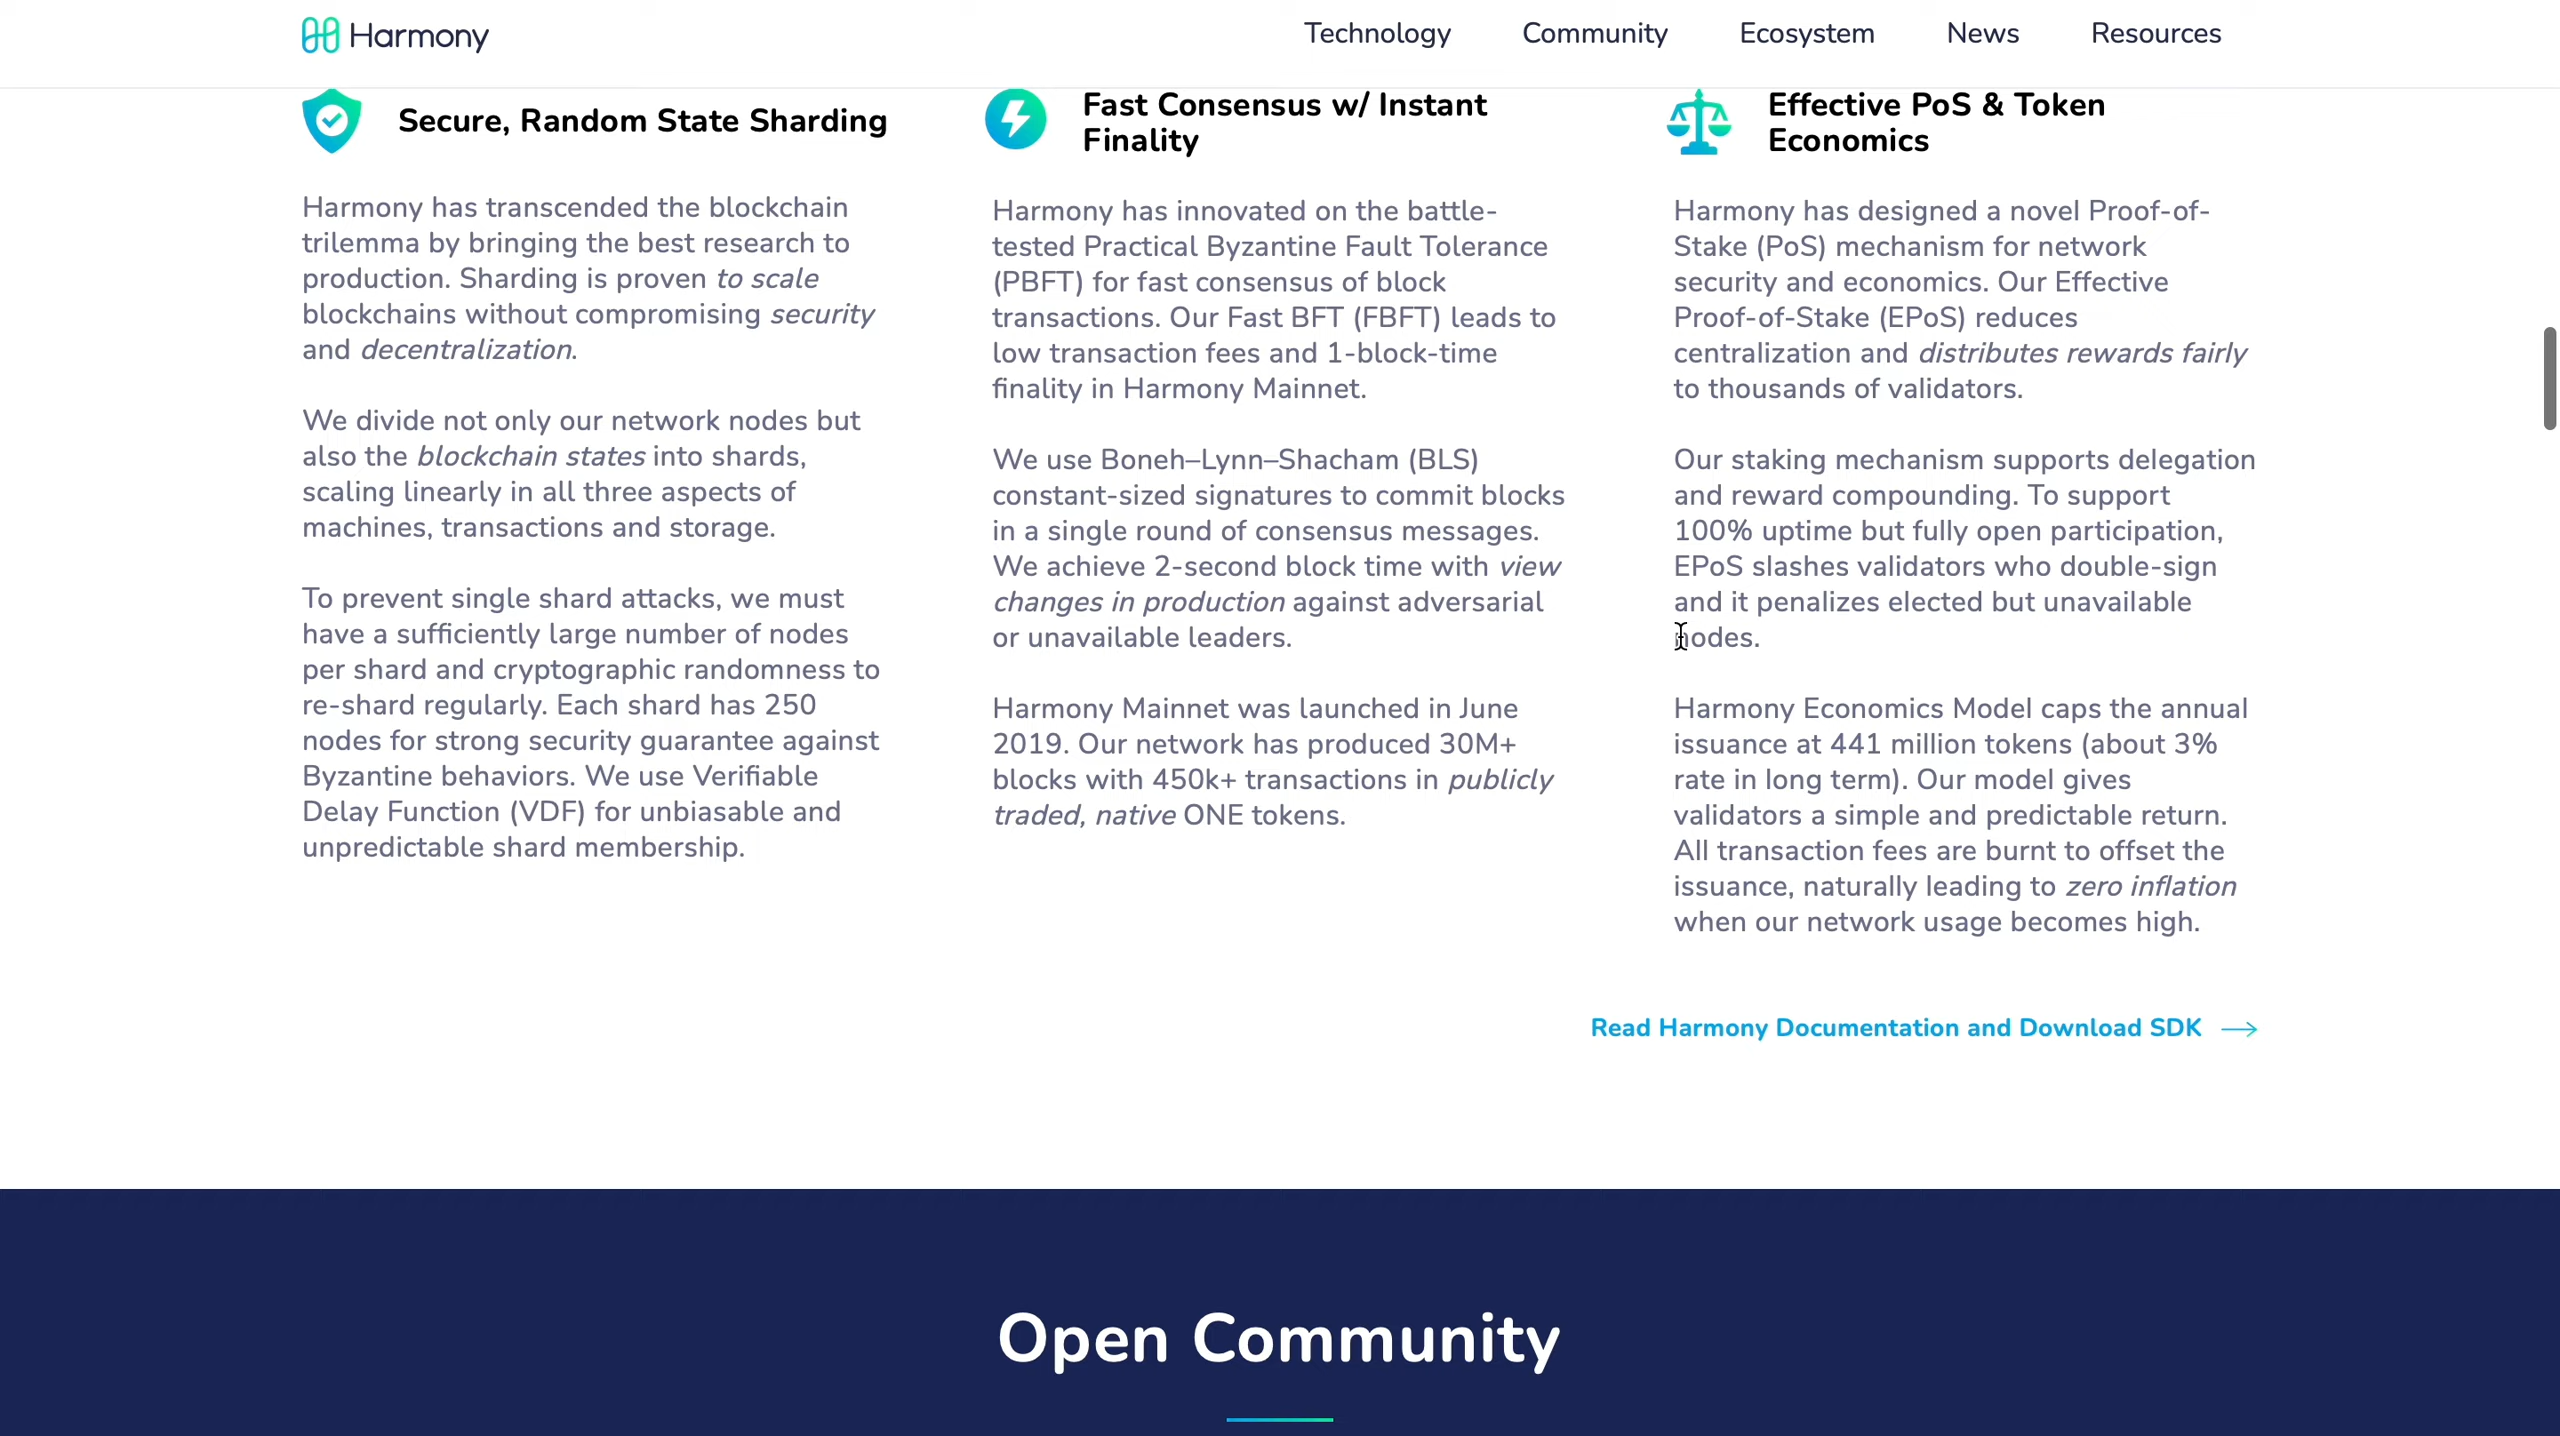 Harmony
Technology
Community
Ecosystem
News
Resources
Secure, Random State Sharding
Harmony has transcended the blockchain
trilemma by bringing the best research to
production. Sharding is proven to scale
blockchains without compromising security
and decentralization.
We divide not only our network nodes but
also the blockchain states into shards,
scaling linearly in all three aspects of
machines, transactions and storage.
To prevent single shard attacks, we must
have a sufficiently large number of nodes
per shard and cryptographic randomness to
re-shard regularly. Each shard has 250
nodes for strong security guarantee against
Byzantine behaviors. We use Verifiable
Delay Function (VDF) for unbiasable and
unpredictable shard membership.
Fast Consensus w/ Instant
Finality
Harmony has innovated on the battle-
tested Practical Byzantine Fault Tolerance
(PBFT) for fast consensus of block
transactions. Our Fast BFT (FBFT) leads to
low transaction fees and 1-block-time
finality in Harmony Mainnet.
We use Boneh–Lynn–Shacham (BLS)
constant-sized signatures to commit blocks
in a single round of consensus messages.
We achieve 2-second block time with view
changes in production against adversarial
or unavailable leaders.
Harmony Mainnet was launched in June
2019. Our network has produced 30M+
blocks with 450k+ transactions in publicly
traded, native ONE tokens.
Effective PoS & Token
Economics
Harmony has designed a novel Proof-of-
Stake (PoS) mechanism for network
security and economics. Our Effective
Proof-of-Stake (EPoS) reduces
centralization and distributes rewards fairly
to thousands of validators.
Our staking mechanism supports delegation
and reward compounding. To support
100% uptime but fully open participation,
EPoS slashes validators who double-sign
and it penalizes elected but unavailable
nodes.
Harmony Economics Model caps the annual
issuance at 441 million tokens (about 3%
rate in long term). Our model gives
validators a simple and predictable return.
All transaction fees are burnt to offset the
issuance, naturally leading to zero inflation
when our network usage becomes high.
Read Harmony Documentation and Download SDK
Open Community